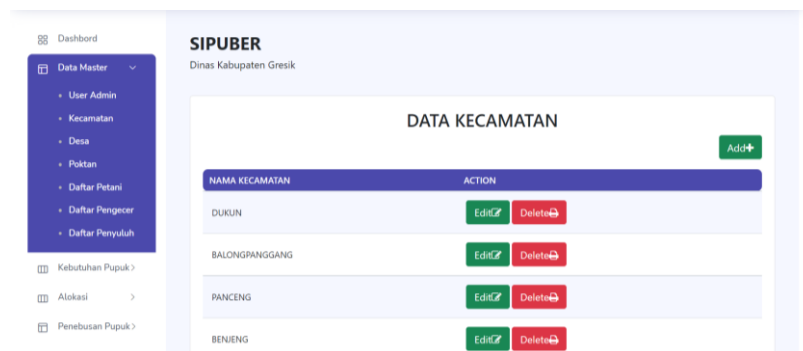 Dashbord
Data Master
User Admin
Kecamatan
Desa
Poktan
Daftar Petani
Daftar Pengecer
Daftar Penyuluh
Kebutuhan Pupuk
Alokasi
Penebusan Pupuk
SIPUBER
Dinas Kabupaten Gresik
DATA KECAMATAN
Add+
NAMA KECAMATAN ACTION
DUKUN Edit Delete
BALONGPANGGANG Edit Delete
PANCENG Edit Delete
BENJENG Edit Delete